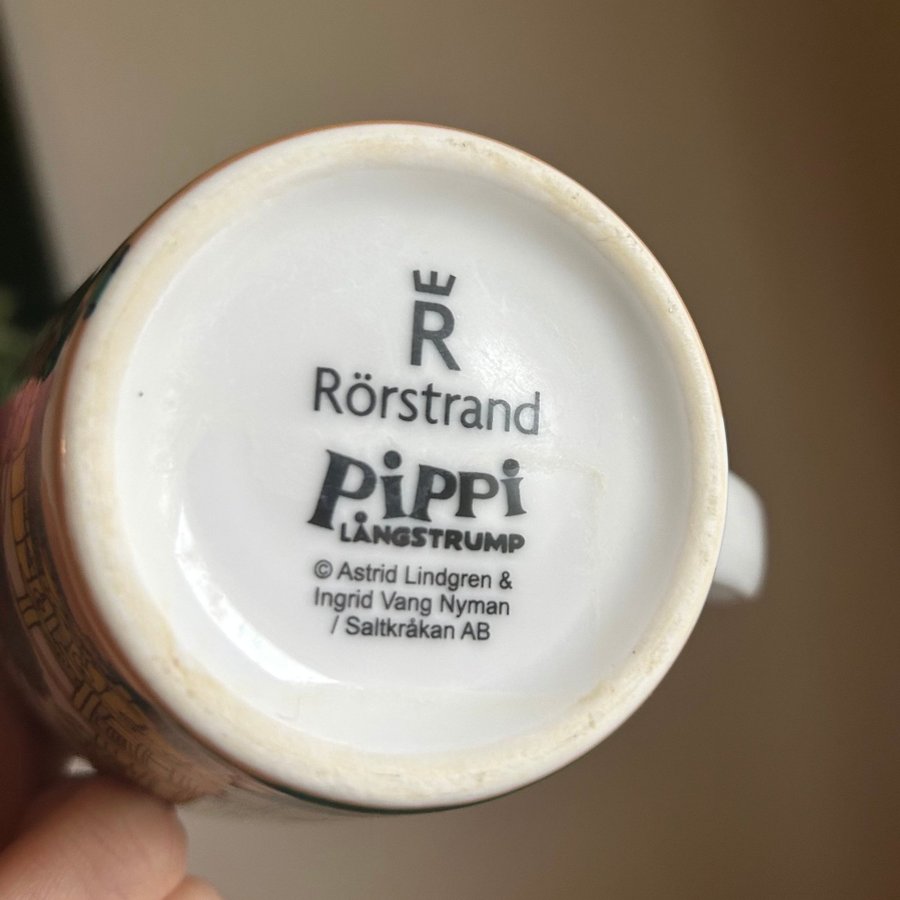 R
Rörstrand
PiPPi
LÅNGSTRUMP
© Astrid Lindgren &
Ingrid Vang Nyman
/ Saltkråkan AB